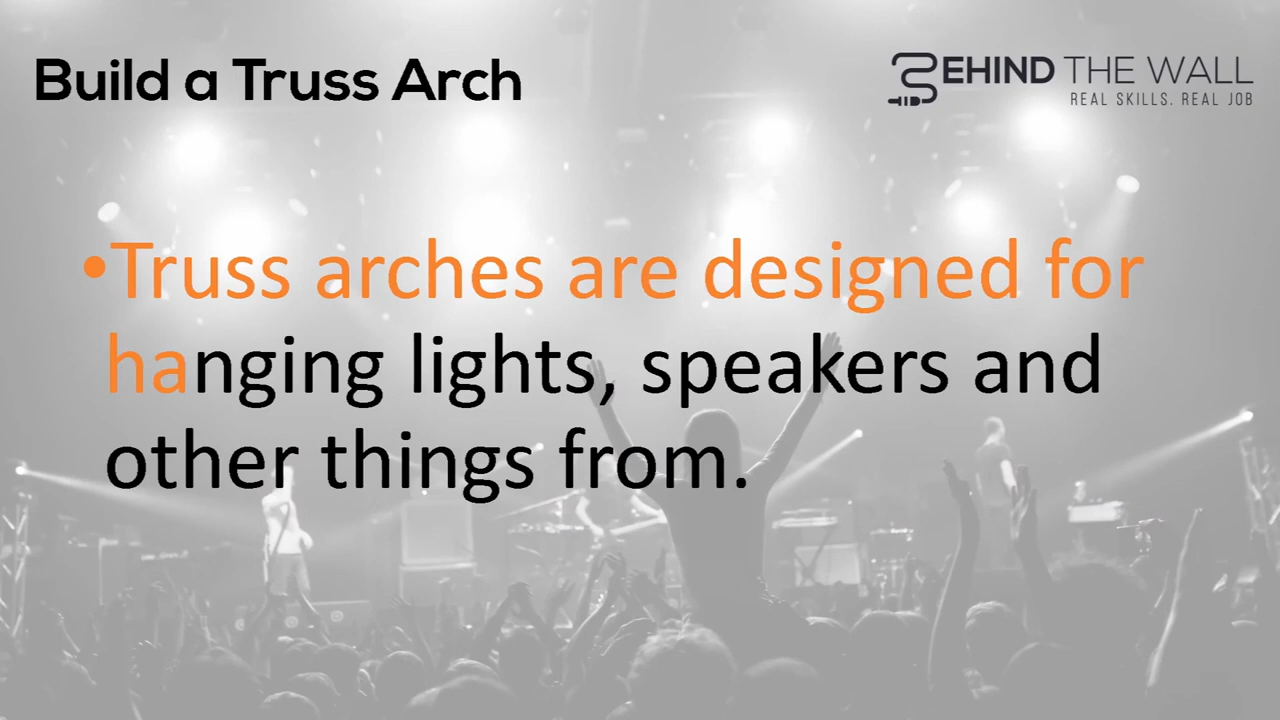 Build a Truss Arch
BEHIND THE WALL
REAL SKILLS. REAL JOB
•Truss arches are designed for
hanging lights, speakers and
other things from.